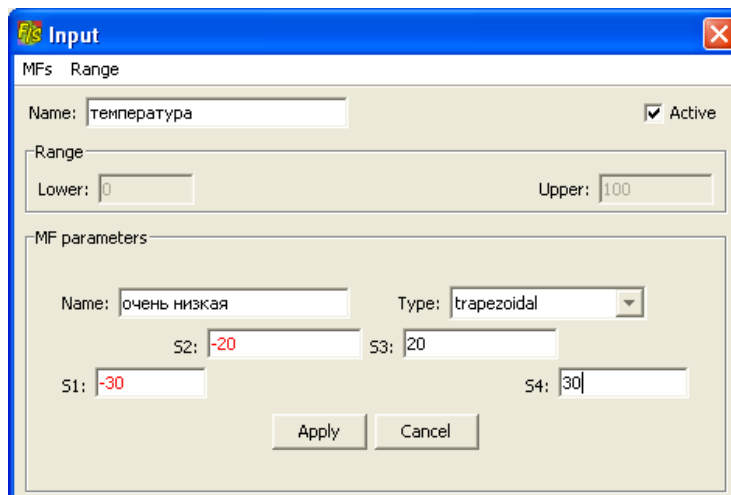 Fis Input
MFs Range
Name: температура Active
Range
Lower: 0 Upper: 100
MF parameters
Name: очень низкая Type: trapezoidal
S2: -20 S3: 20
S1: -30 S4: 30
Apply Cancel